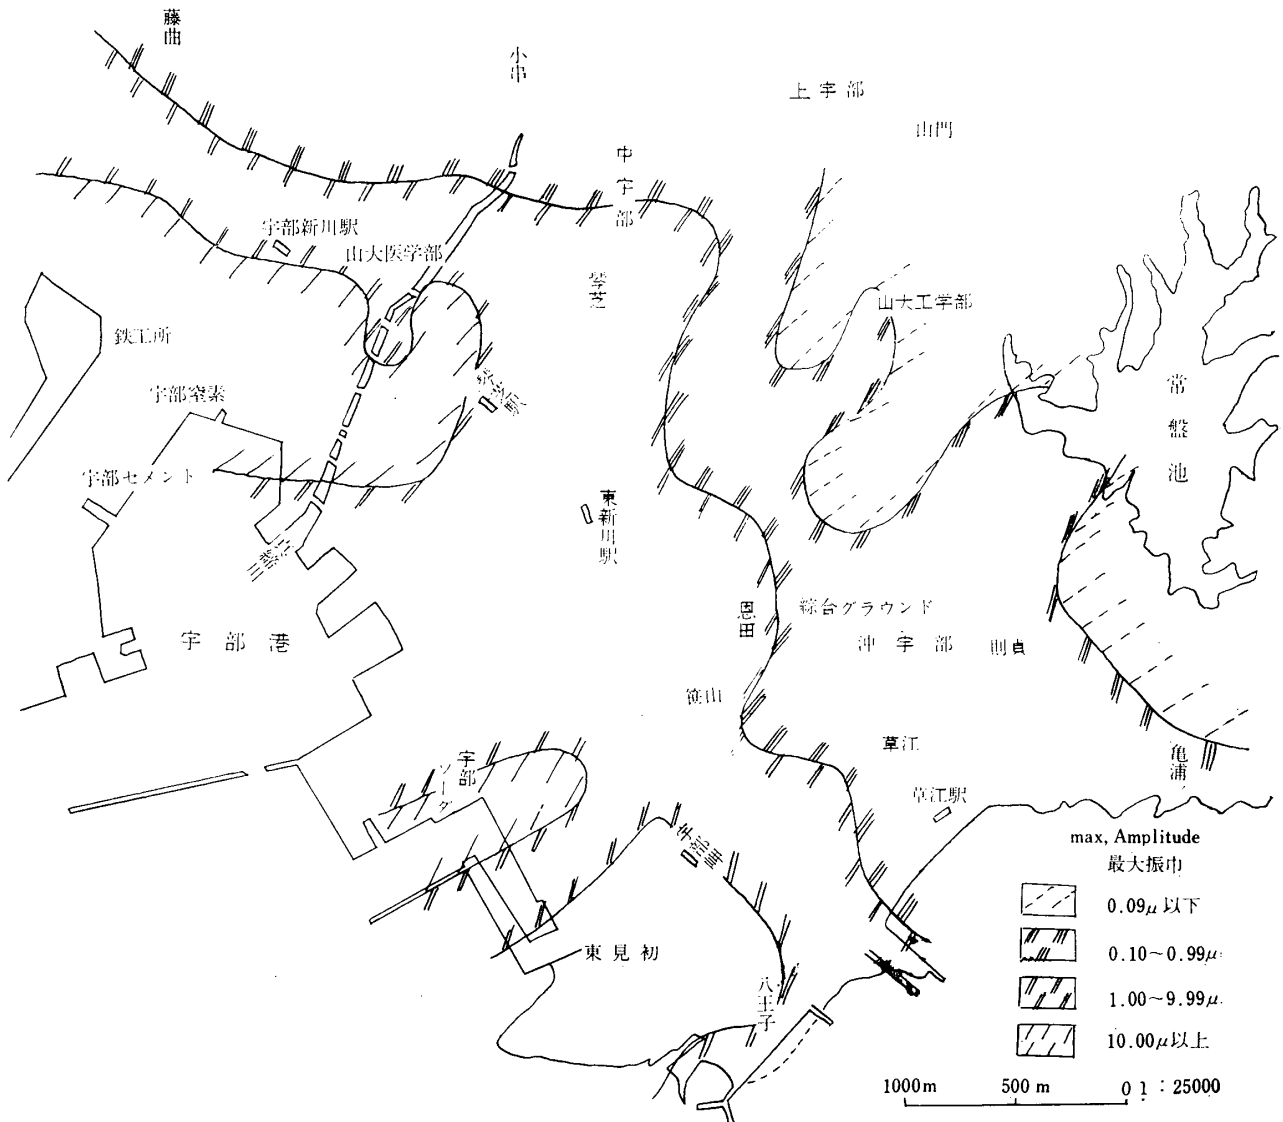 藤曲
小串
上宇部
山門
中宇部
宇部新川駅
山大医学部
琴芝
山大工学部
鉄工所
琴芝駅
常盤池
宇部窒素
宇部セメント
東新川駅
恩田
綜合グラウンド
宇部港
沖宇部
則貞
笹山
草江
亀浦
宇部ソーダ
草江駅
宇部岬
東見初
八王子
max, Amplitude
最大振巾
0.09μ以下
0.10~0.99μ
1.00~9.99μ
10.00μ以上
1000m 500 m 0 1 : 25000